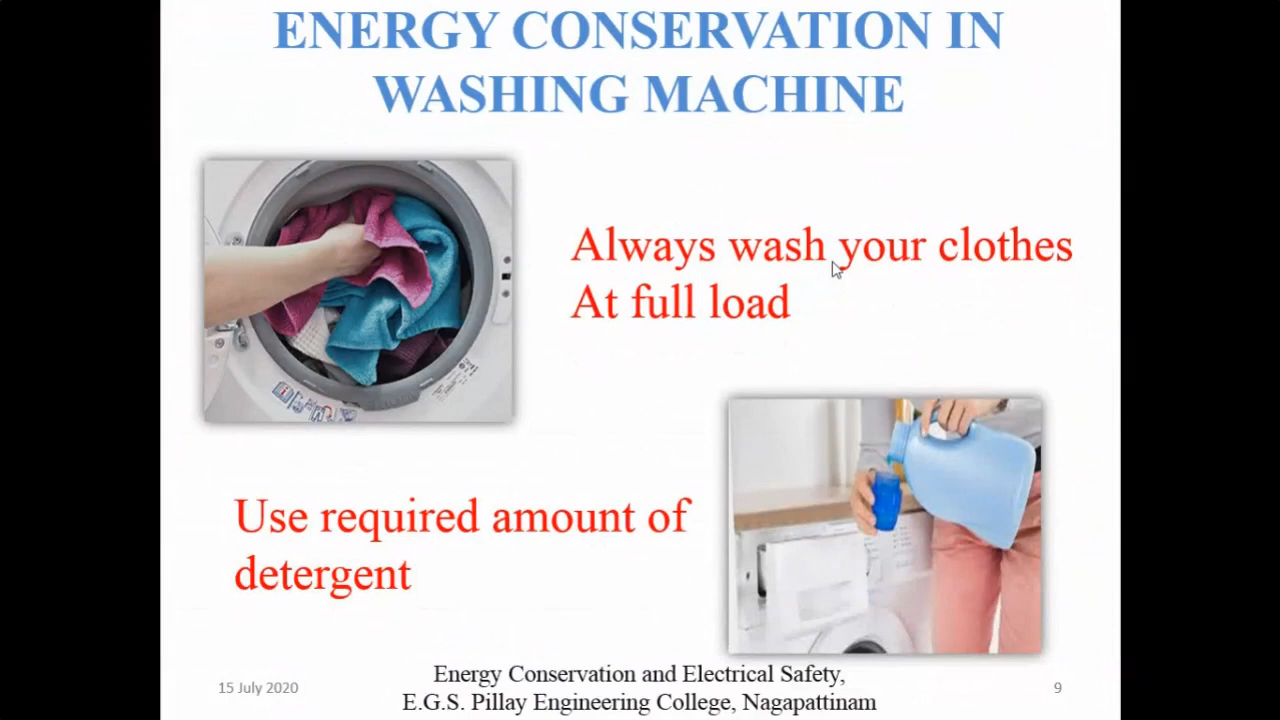 ENERGY CONSERVATION IN
WASHING MACHINE
Always wash your clothes
At full load
Use required amount of
detergent
15 July 2020
Energy Conservation and Electrical Safety,
E.G.S. Pillay Engineering College, Nagapattinam
9